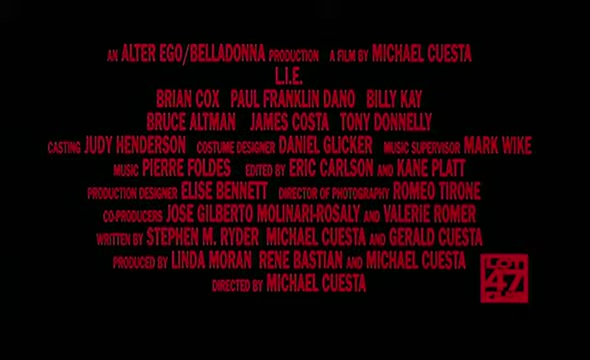 AN ALTER EGO/BELLADONNA PRODUCTION A FILM BY MICHAEL CUESTA
L.I.E.
BRIAN COX PAUL FRANKLIN DANO BILLY KAY
BRUCE ALTMAN JAMES COSTA TONY DONNELLY
CASTING JUDY HENDERSON COSTUME DESIGNER DANIEL GLICKER MUSIC SUPERVISOR MARK WIKE
MUSIC PIERRE FOLDES EDITED BY ERIC CARLSON AND KANE PLATT
PRODUCTION DESIGNER ELISE BENNETT DIRECTOR OF PHOTOGRAPHY ROMEO TIRONE
CO-PRODUCERS JOSE GILBERTO MOLINARI-ROSALY AND VALERIE ROMER
WRITTEN BY STEPHEN M. RYDER MICHAEL CUESTA AND GERALD CUESTA
PRODUCED BY LINDA MORAN RENE BASTIAN AND MICHAEL CUESTA
DIRECTED BY MICHAEL CUESTA
LOT
47